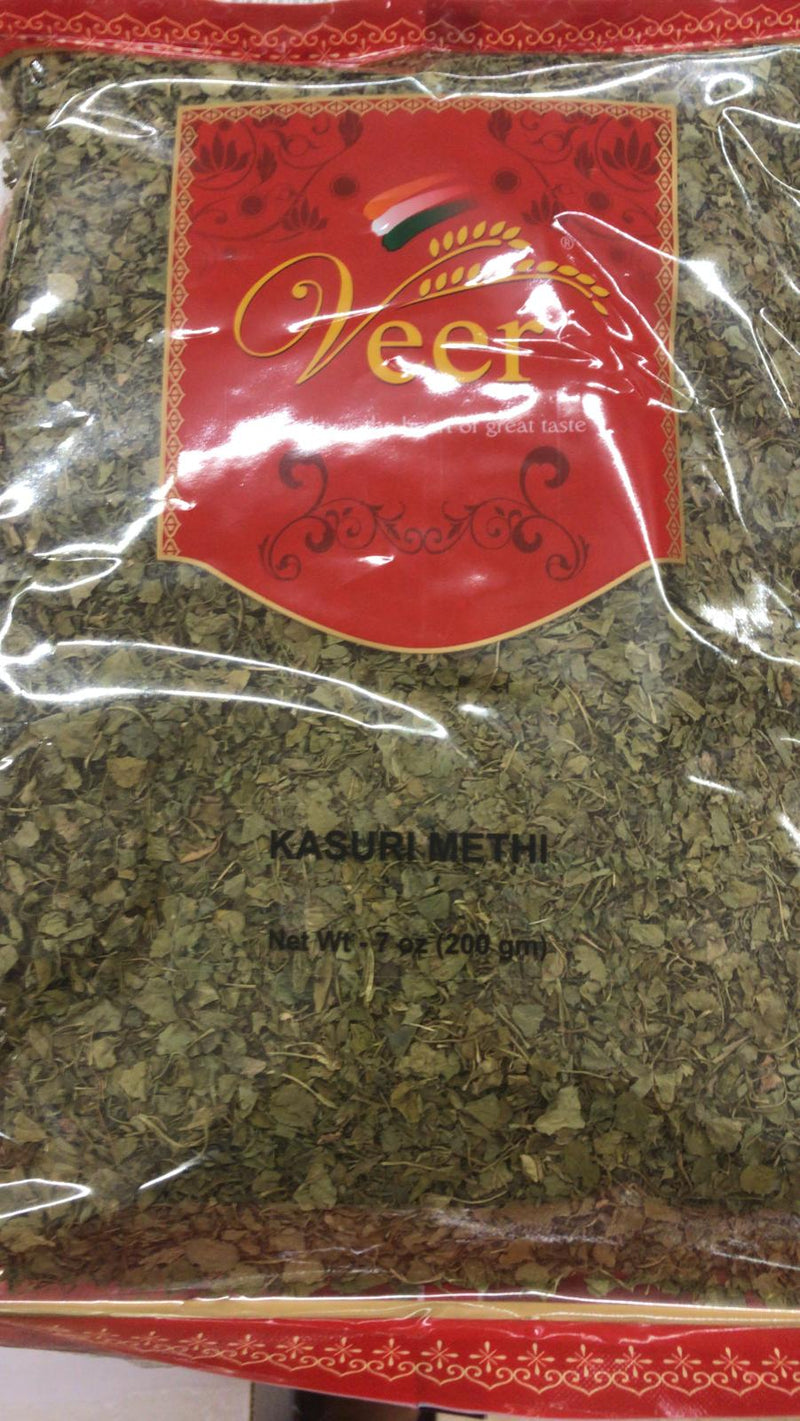 Veer
®
of great taste
KASURI METHI
Net Wt - 7 oz (200 gm)